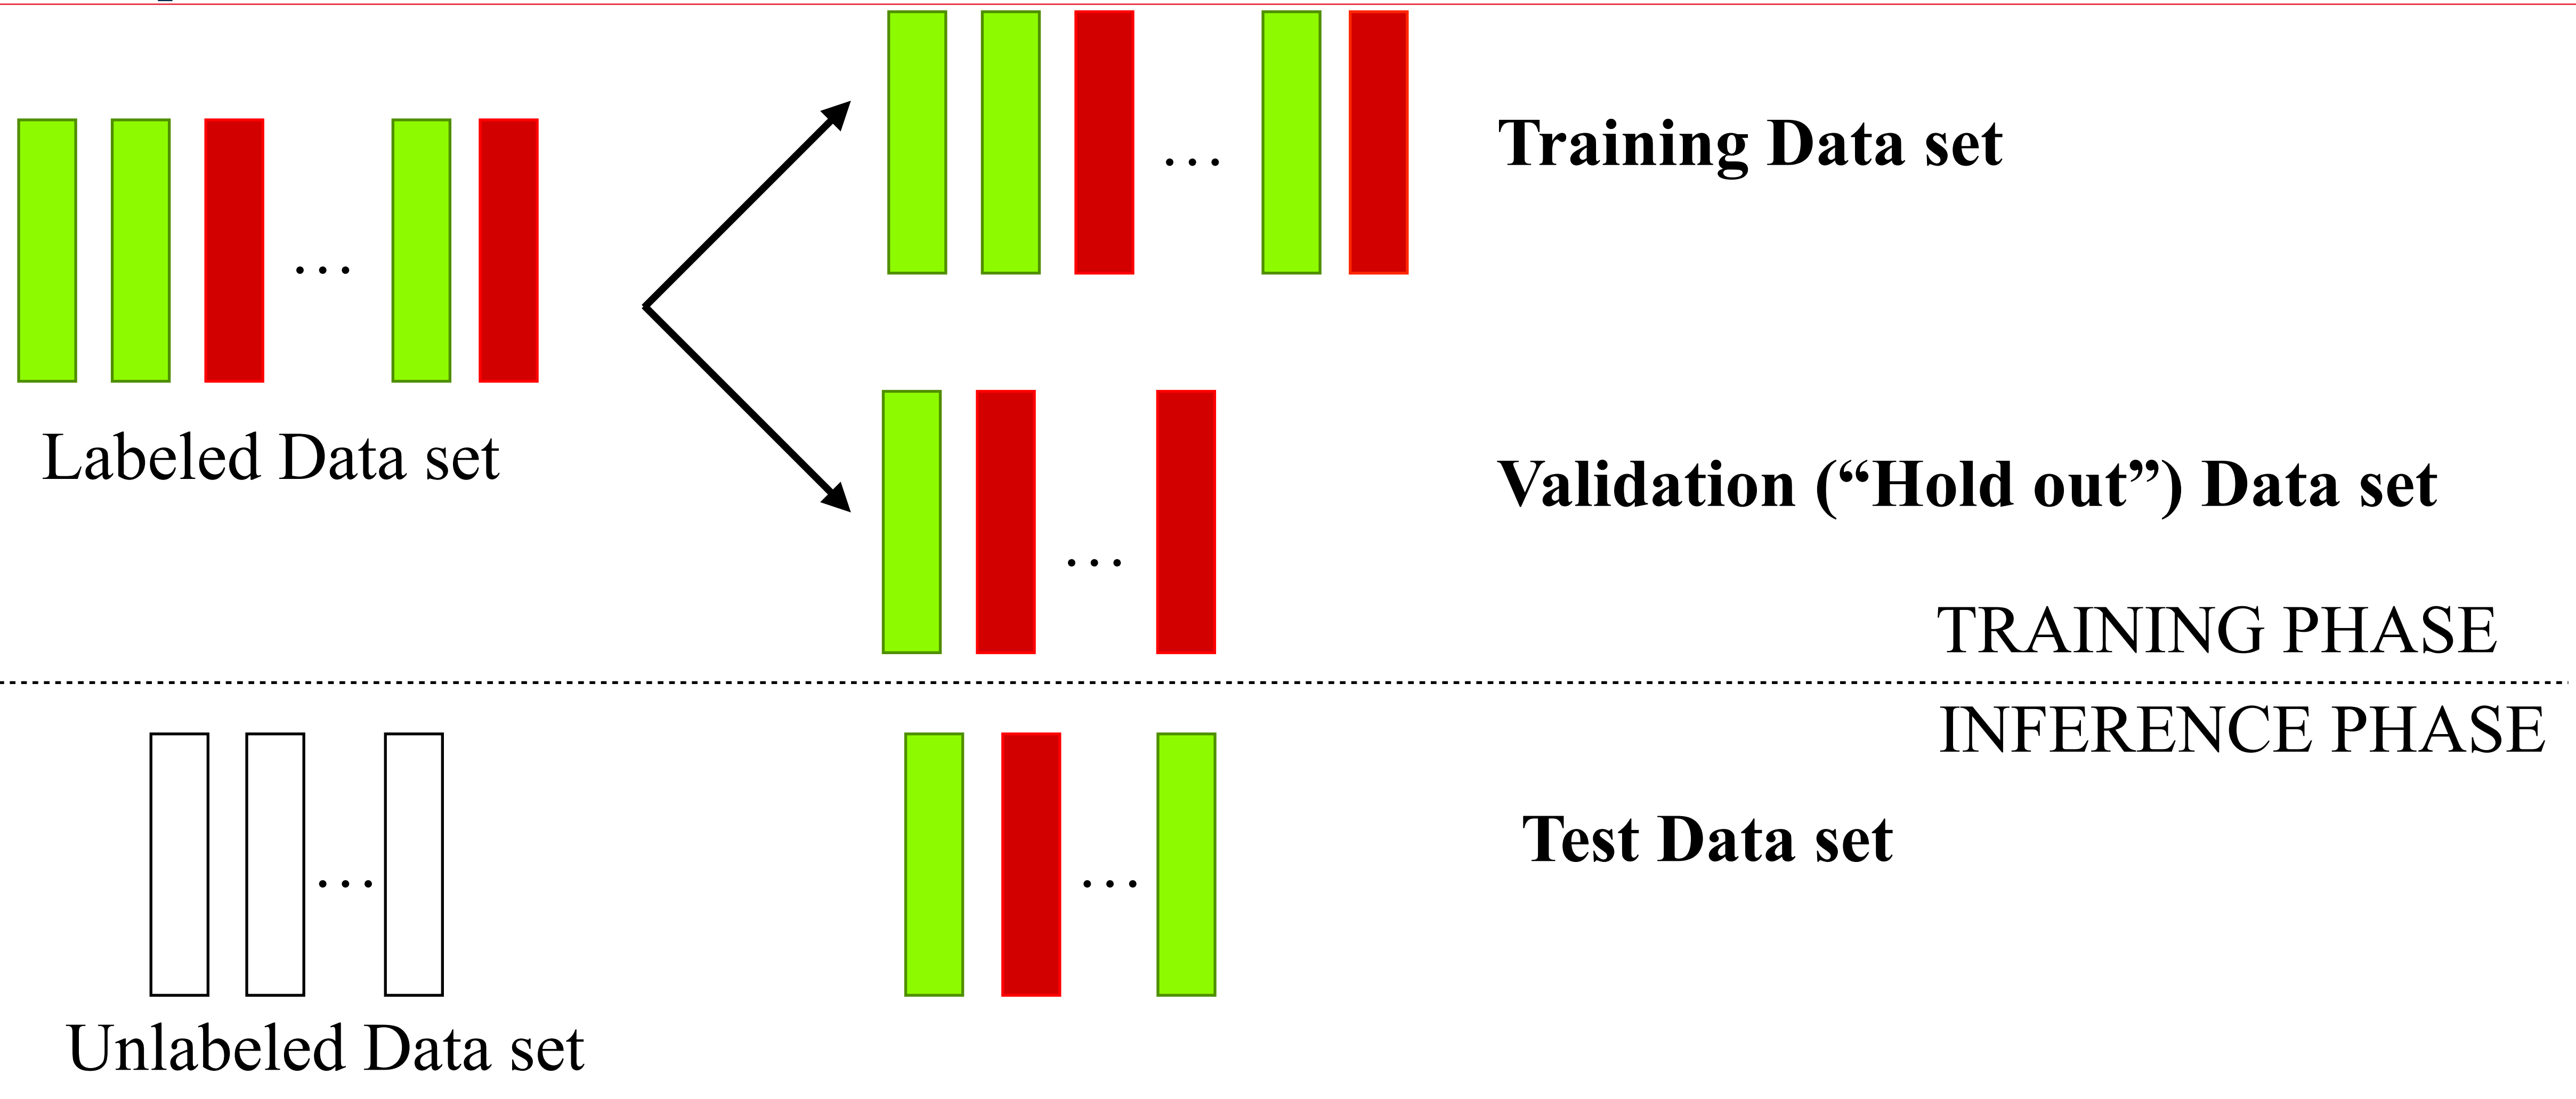 …
Training Data set
…
Labeled Data set
Validation (“Hold out”) Data set
…
TRAINING PHASE
INFERENCE PHASE
Test Data set
…
…
Unlabeled Data set